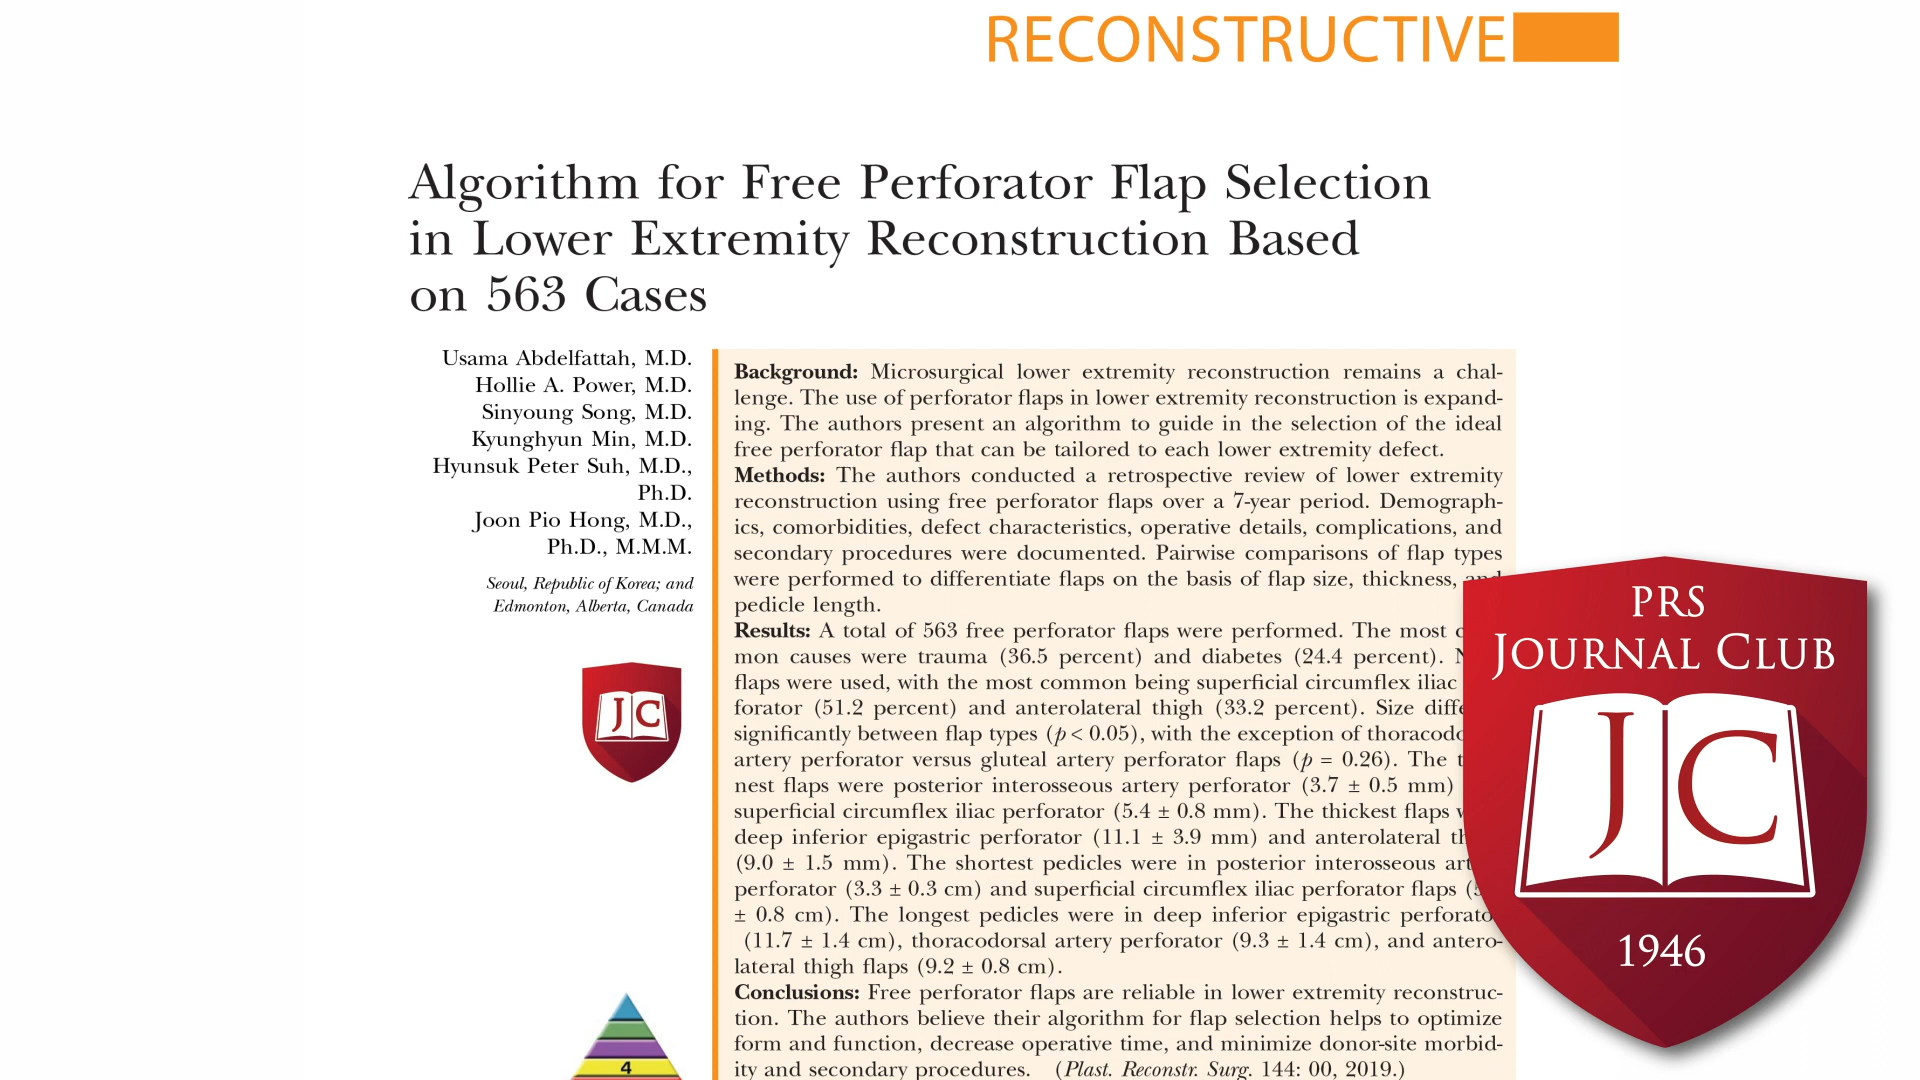 RECONSTRUCTIVE
Algorithm for Free Perforator Flap Selection
in Lower Extremity Reconstruction Based
on 563 Cases
Usama Abdelfattah, M.D.
Hollie A. Power, M.D.
Sinyoung Song, M.D.
Kyunghyun Min, M.D.
Hyunsuk Peter Suh, M.D.,
Ph.D.
Joon Pio Hong, M.D.,
Ph.D., M.M.M.
Seoul, Republic of Korea; and
Edmonton, Alberta, Canada
JC
4
Background: Microsurgical lower extremity reconstruction remains a chal-
lenge. The use of perforator flaps in lower extremity reconstruction is expand-
ing. The authors present an algorithm to guide in the selection of the ideal
free perforator flap that can be tailored to each lower extremity defect.
Methods: The authors conducted a retrospective review of lower extremity
reconstruction using free perforator flaps over a 7-year period. Demograph-
ics, comorbidities, defect characteristics, operative details, complications, and
secondary procedures were documented. Pairwise comparisons of flap types
were performed to differentiate flaps on the basis of flap size, thickness,
pedicle length.
Results: A total of 563 free perforator flaps were performed. The most
mon causes were trauma (36.5 percent) and diabetes (24.4 percent).
flaps were used, with the most common being superficial circumflex iliac
forator (51.2 percent) and anterolateral thigh (33.2 percent). Size
significantly between flap types (p < 0.05), with the exception of
artery perforator versus gluteal artery perforator flaps (p = 0.26). The
nest flaps were posterior interosseous artery perforator (3.7 ± 0.5 mm)
superficial circumflex iliac perforator (5.4 ± 0.8 mm). The thickest flaps
deep inferior epigastric perforator (11.1 ± 3.9 mm) and anterolateral
(9.0 ± 1.5 mm). The shortest pedicles were in posterior interosseous
perforator (3.3 ± 0.3 cm) and superficial circumflex iliac perforator flaps
± 0.8 cm). The longest pedicles were in deep inferior epigastric
(11.7 ± 1.4 cm), thoracodorsal artery perforator (9.3 ± 1.4 cm), and antero-
lateral thigh flaps (9.2 ± 0.8 cm).
Conclusions: Free perforator flaps are reliable in lower extremity reconstruc-
tion. The authors believe their algorithm for flap selection helps to optimize
form and function, decrease operative time, and minimize donor-site morbid-
ity and secondary procedures. (Plast. Reconstr. Surg. 144: 00, 2019.)
PRS
JOURNAL CLUB
JC
1946